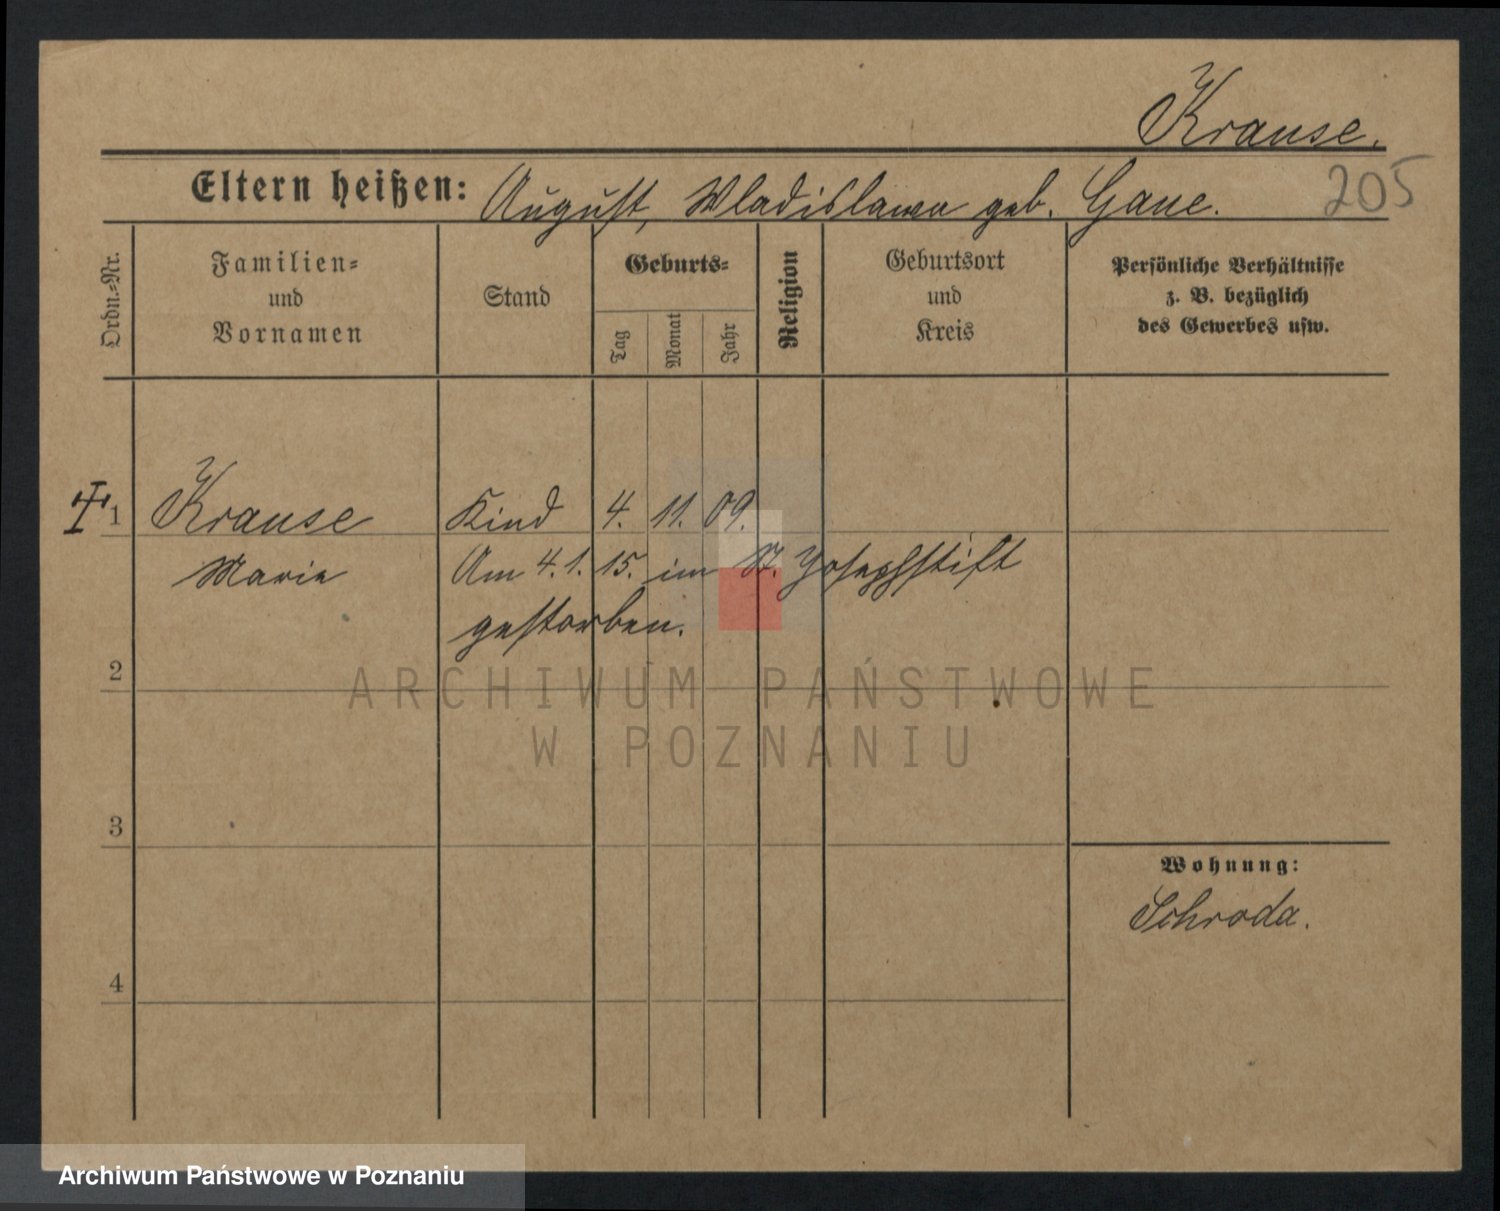 Krause.
Eltern heißen: August, Wladislawa geb. Gane.
205
Ordn.=Nr.
Familien=
und
Vornamen
Stand
Geburts=
Tag
Monat
Jahr
Religion
Geburtsort
und
Kreis
Persönliche Verhältnisse
z. B. bezüglich
des Gewerbes usw.
1 Krause Kind 4. 11. 09.
Marie Am 4.1.15. im St. Josephstift
gestorben.
2
ARCHIWUM PAŃSTWOWE
W POZNANIU
3
Wohnung:
Schroda.
4
Archiwum Państwowe w Poznaniu